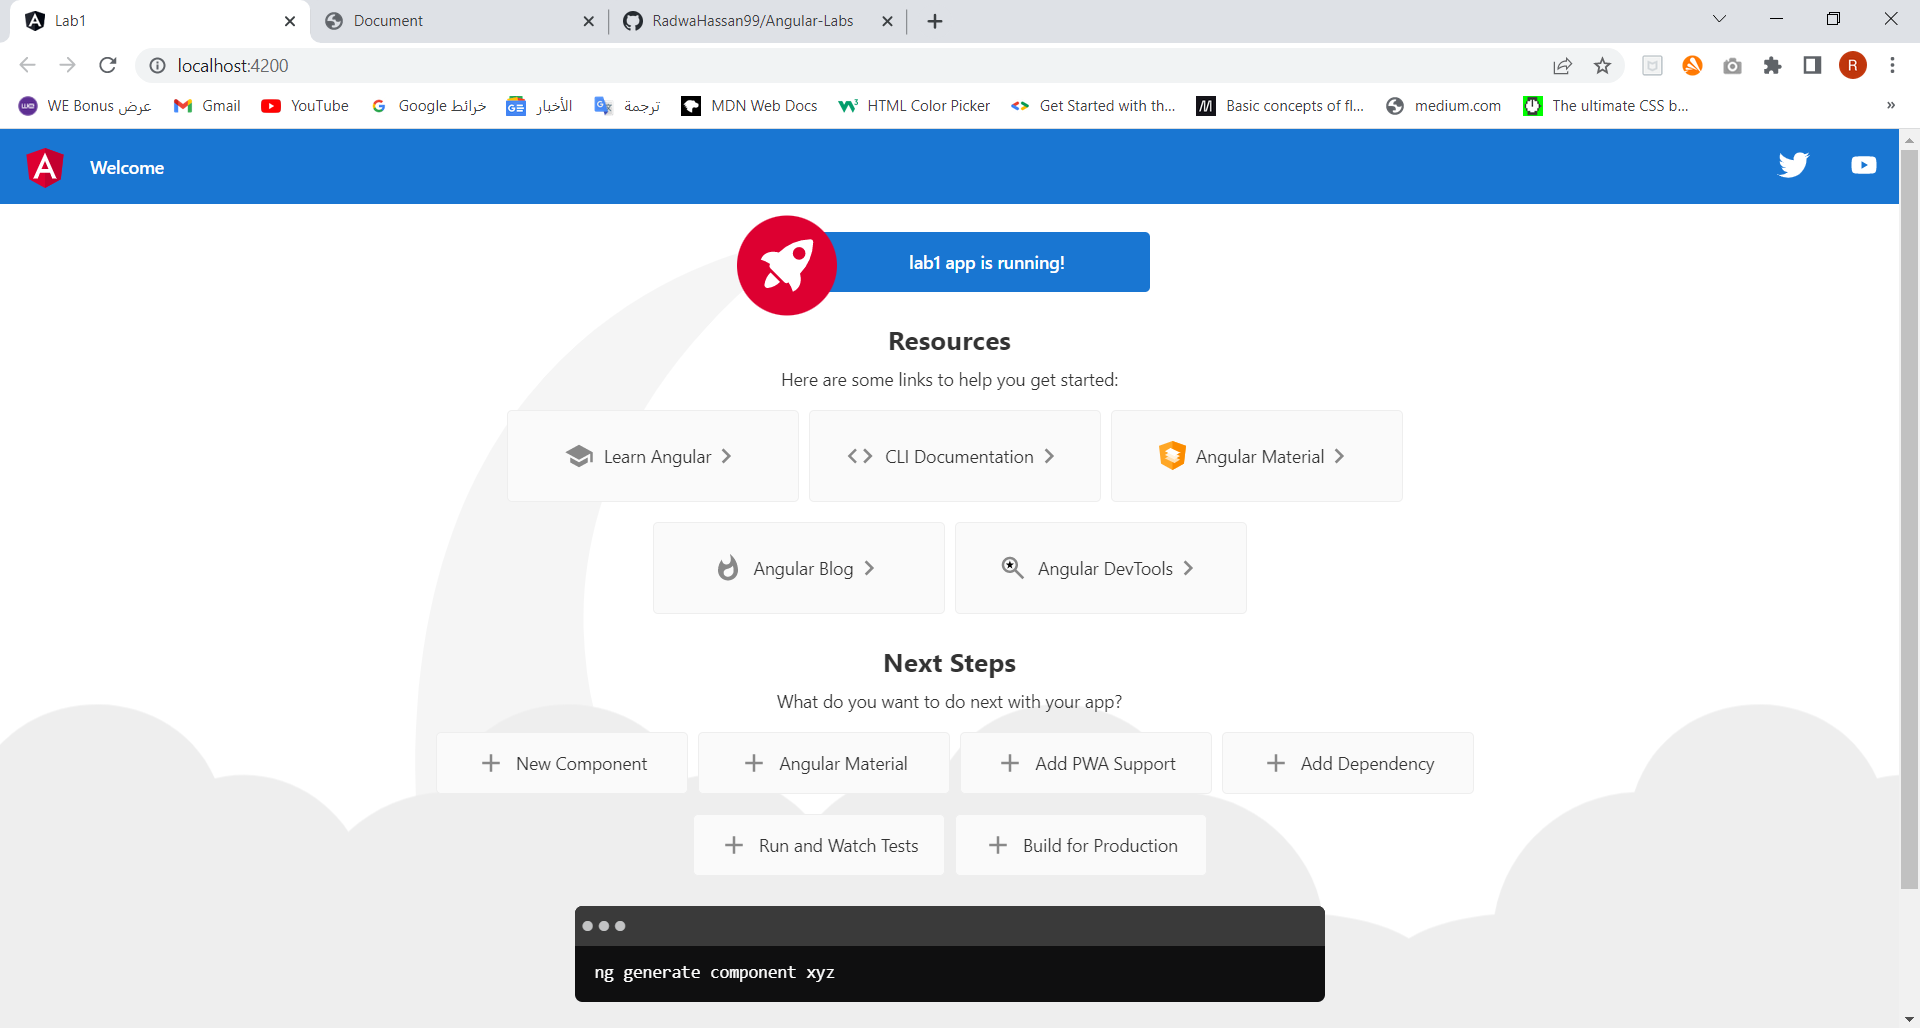 Lab1
Document
RadwaHassan99/Angular-Labs
localhost:4200
R
WE Bonus عرض
Gmail
YouTube
Google خرائط
الأخبار
ترجمة
MDN Web Docs
HTML Color Picker
Get Started with th...
Basic concepts of fl...
medium.com
The ultimate CSS b...
»
Welcome
lab1 app is running!
Resources
Here are some links to help you get started:
Learn Angular
CLI Documentation
Angular Material
Angular Blog
Angular DevTools
Next Steps
What do you want to do next with your app?
New Component
Angular Material
Add PWA Support
Add Dependency
Run and Watch Tests
Build for Production
ng generate component xyz